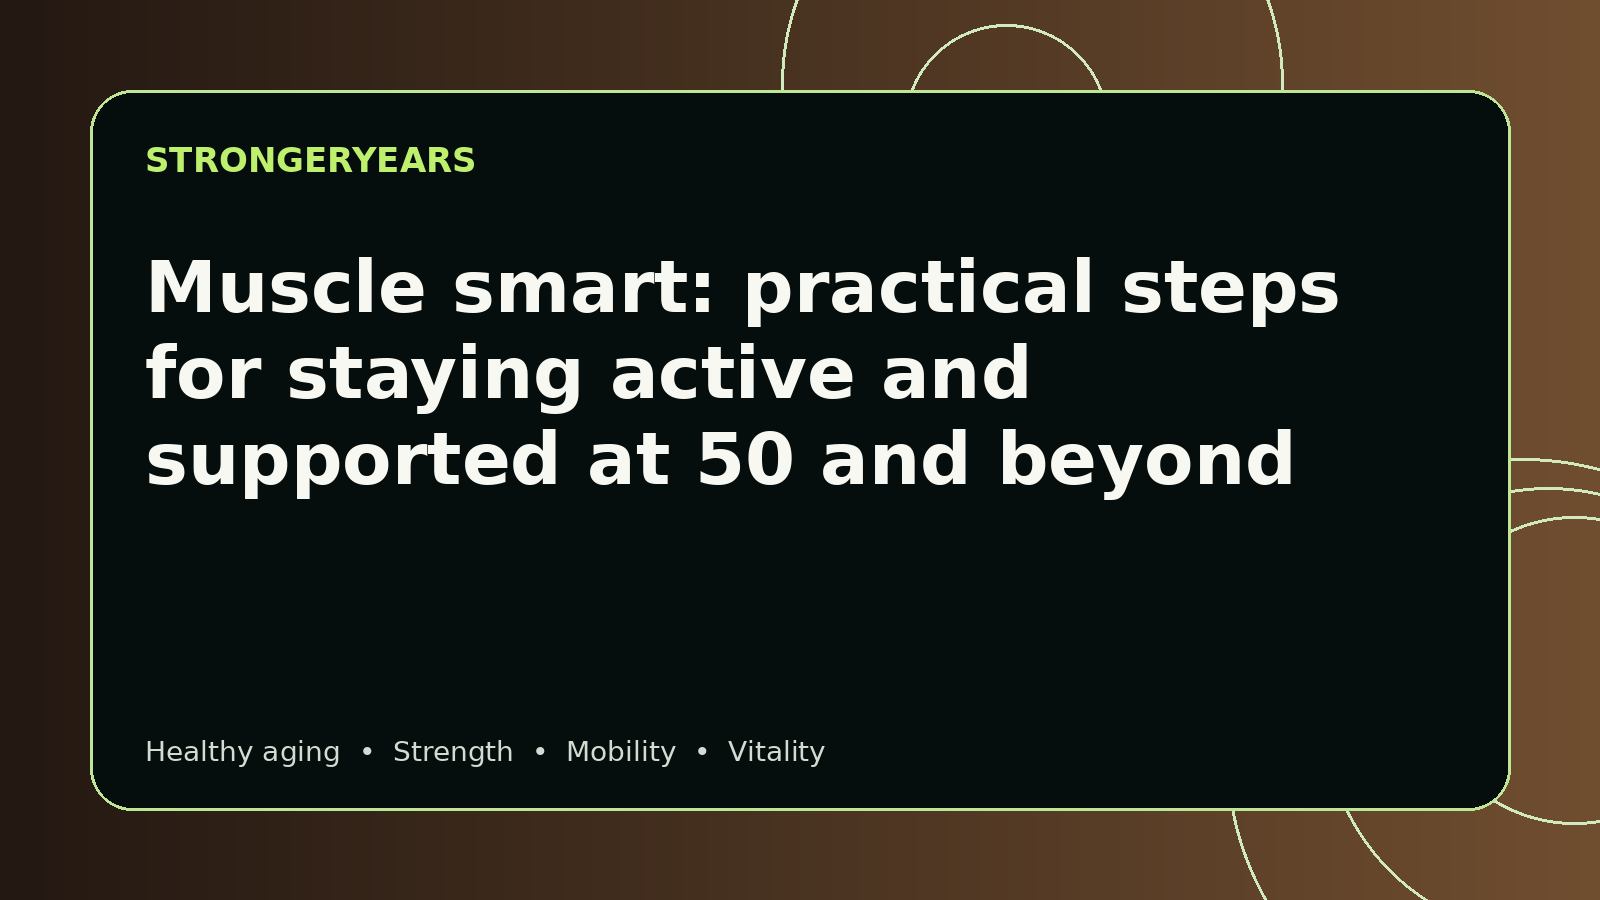 STRONGERYEARS
Muscle smart: practical steps
for staying active and
supported at 50 and beyond
Healthy aging • Strength • Mobility • Vitality